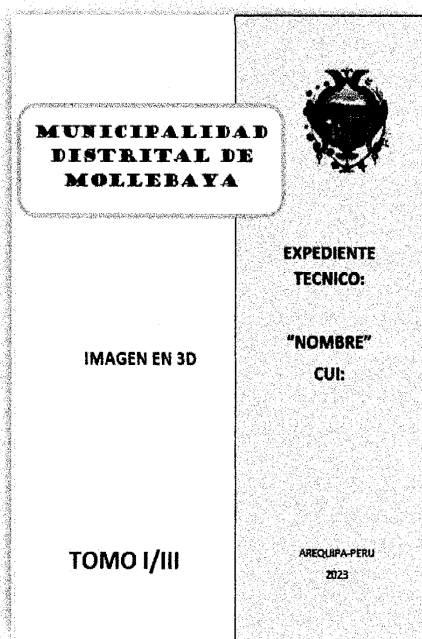 MUNICIPALIDAD
DISTRITAL DE
MOLLEBAYA
EXPEDIENTE
TECNICO:
"NOMBRE"
CUI:
IMAGEN EN 3D
TOMO I/III
AREQUIPA-PERU
2023